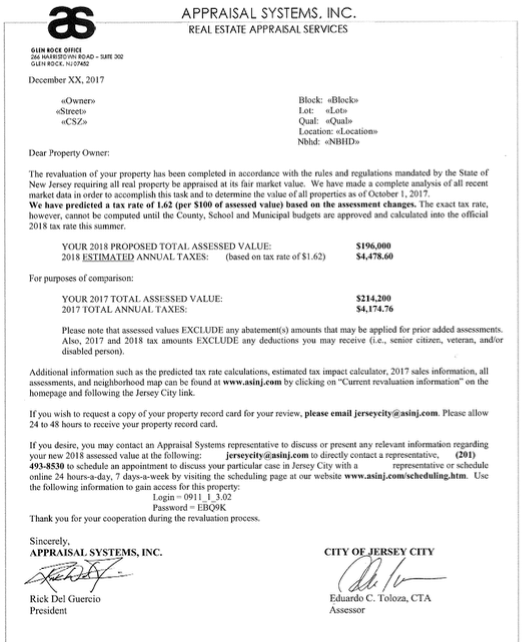 as
APPRAISAL SYSTEMS, INC.
REAL ESTATE APPRAISAL SERVICES
GLEN ROCK OFFICE
266 HARRISTOWN ROAD – SUITE 302
GLEN ROCK, NJ 07452
December XX, 2017
«Owner»
«Street»
«CSZ»
Block: «Block»
Lot: «Lot»
Qual: «Qual»
Location: «Location»
Nbhd: «NBHD»
Dear Property Owner:
The revaluation of your property has been completed in accordance with the rules and regulations mandated by the State of
New Jersey requiring all real property be appraised at its fair market value. We have made a complete analysis of all recent
market data in order to accomplish this task and to determine the value of all properties as of October 1, 2017.
We have predicted a tax rate of 1.62 (per $100 of assessed value) based on the assessment changes. The exact tax rate,
however, cannot be computed until the County, School and Municipal budgets are approved and calculated into the official
2018 tax rate this summer.
YOUR 2018 PROPOSED TOTAL ASSESSED VALUE: $196,000
2018 ESTIMATED ANNUAL TAXES: (based on tax rate of $1.62) $4,478.60
For purposes of comparison:
YOUR 2017 TOTAL ASSESSED VALUE: $214,200
2017 TOTAL ANNUAL TAXES: $4,174.76
Please note that assessed values EXCLUDE any abatement(s) amounts that may be applied for prior added assessments.
Also, 2017 and 2018 tax amounts EXCLUDE any deductions you may receive (i.e., senior citizen, veteran, and/or
disabled person).
Additional information such as the predicted tax rate calculations, estimated tax impact calculator, 2017 sales information, all
assessments, and neighborhood map can be found at www.asinj.com by clicking on "Current revaluation information" on the
homepage and following the Jersey City link.
If you wish to request a copy of your property record card for your review, please email jerseycity@asinj.com. Please allow
24 to 48 hours to receive your property record card.
If you desire, you may contact an Appraisal Systems representative to discuss or present any relevant information regarding
your new 2018 assessed value at the following: jerseycity@asinj.com to directly contact a representative, (201)
493-8530 to schedule an appointment to discuss your particular case in Jersey City with a representative or schedule
online 24 hours-a-day, 7 days-a-week by visiting the scheduling page at our website www.asinj.com/scheduling.htm. Use
the following information to gain access for this property:
Login = 0911_1_3.02
Password = EBQ9K
Thank you for your cooperation during the revaluation process.
Sincerely,
APPRAISAL SYSTEMS, INC.
CITY OF JERSEY CITY
Rick Del Guercio
President
Eduardo C. Toloza, CTA
Assessor